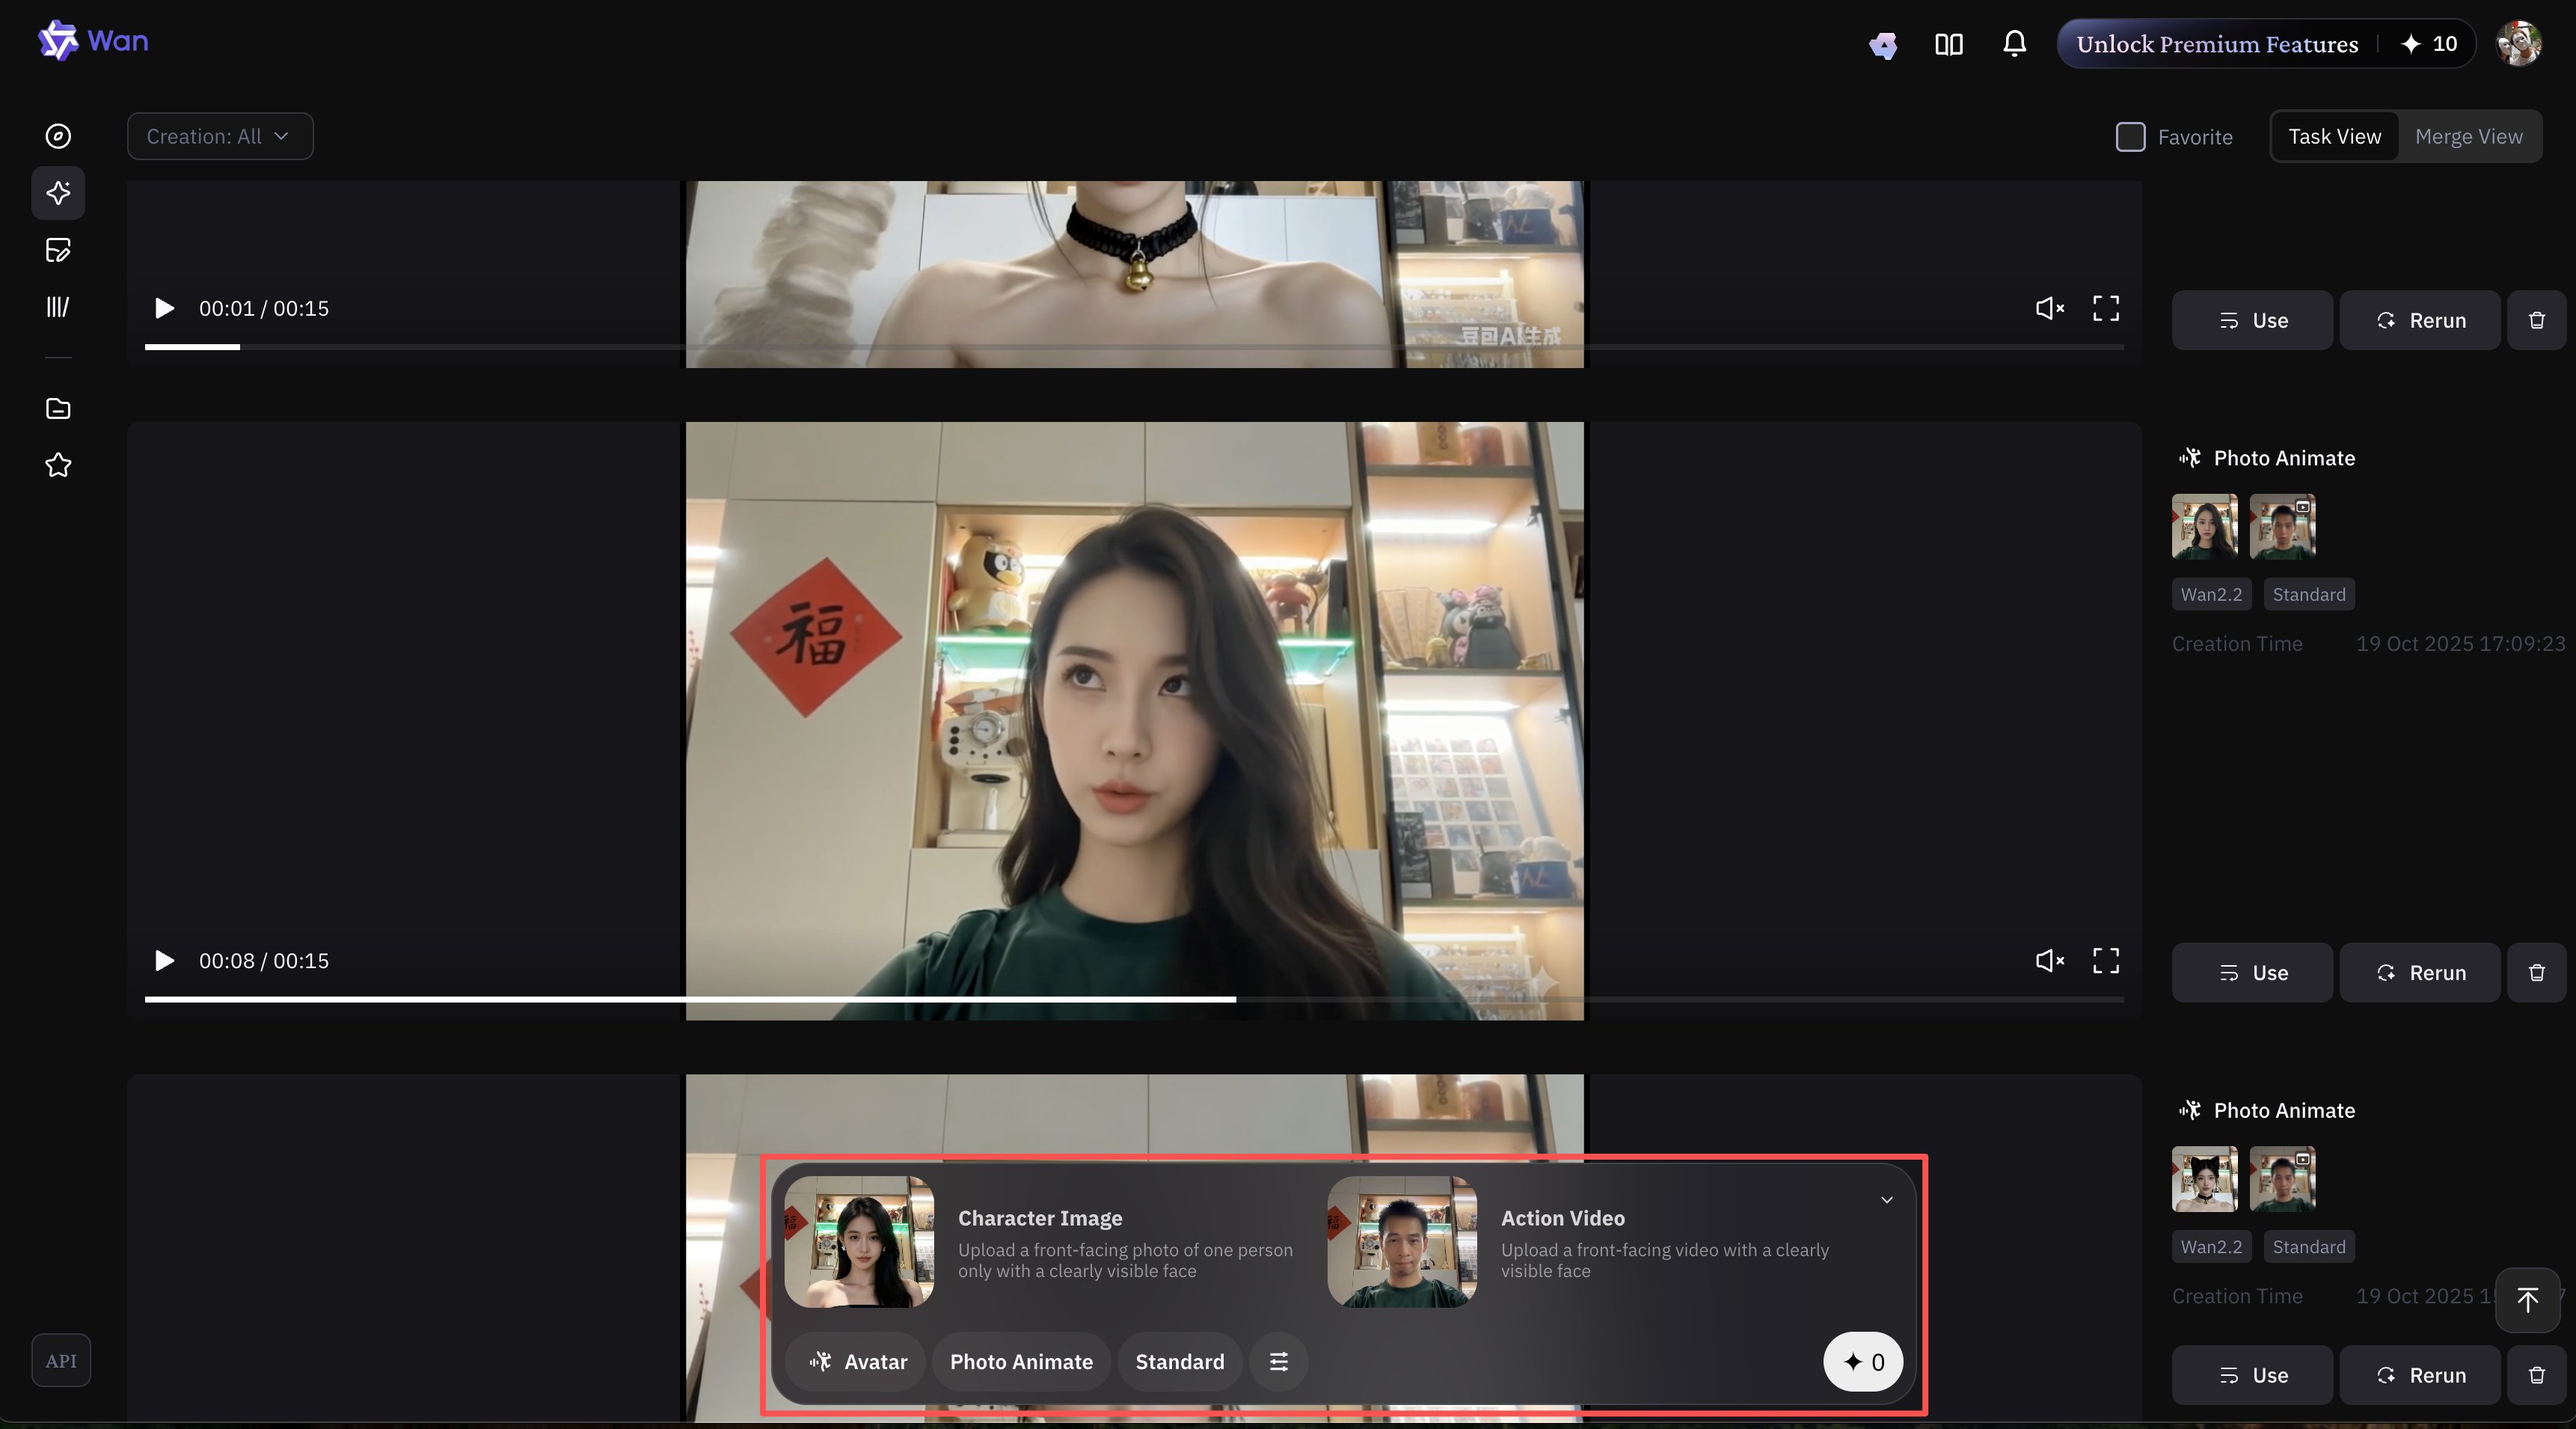 Wan
Unlock Premium Features
10
Creation: All
Favorite
Task View
Merge View
00:01 / 00:15
豆包AI生成
Use
Rerun
福
Photo Animate
Wan2.2
Standard
Creation Time
19 Oct 2025 17:09:23
00:08 / 00:15
Use
Rerun
Photo Animate
Wan2.2
Standard
Creation Time
19 Oct 2025 1
Character Image
Upload a front-facing photo of one person
only with a clearly visible face
Action Video
Upload a front-facing video with a clearly
visible face
Avatar
Photo Animate
Standard
0
API
Use
Rerun